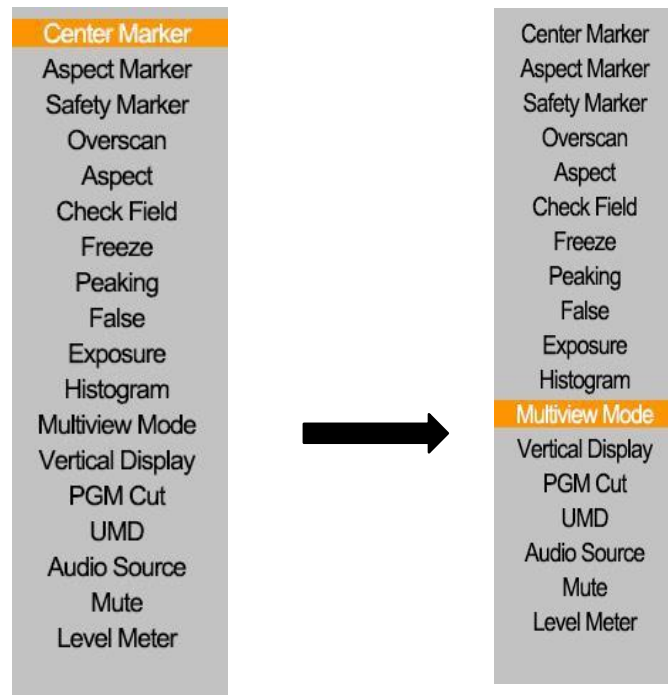 Center Marker
Aspect Marker
Safety Marker
Overscan
Aspect
Check Field
Freeze
Peaking
False
Exposure
Histogram
Multiview Mode
Vertical Display
PGM Cut
UMD
Audio Source
Mute
Level Meter
Center Marker
Aspect Marker
Safety Marker
Overscan
Aspect
Check Field
Freeze
Peaking
False
Exposure
Histogram
Multiview Mode
Vertical Display
PGM Cut
UMD
Audio Source
Mute
Level Meter